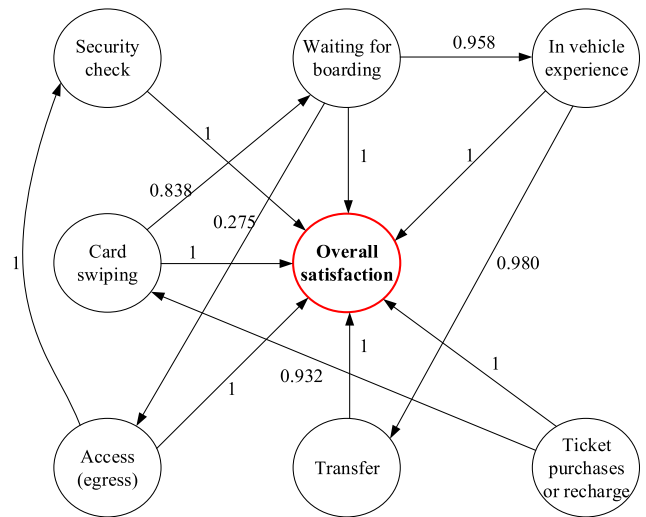 Security
check
Waiting for
boarding
0.958
In vehicle
experience
1
1
1
0.838
0.275
Card
swiping
1
Overall
satisfaction
0.980
1
1
1
0.932
1
Access
(egress)
Transfer
Ticket
purchases
or recharge